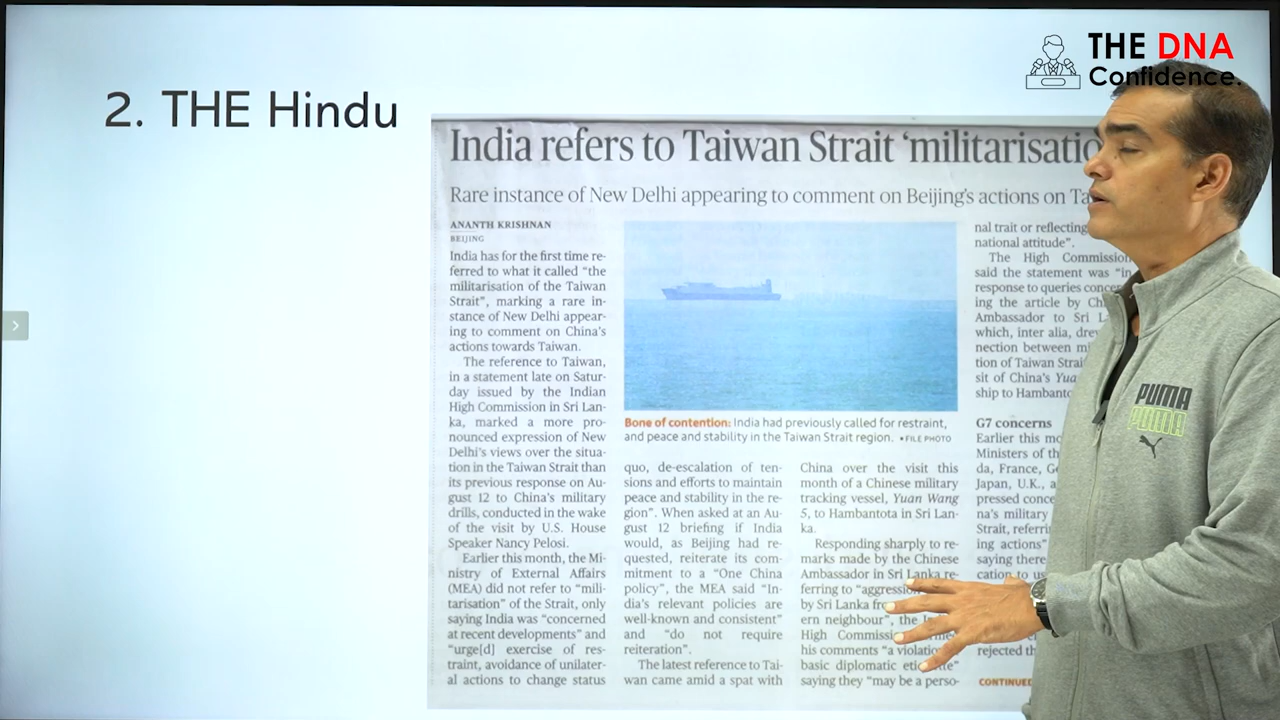 THE DNA
Confidence.
2. THE Hindu
India refers to Taiwan Strait ‘militarisatio
Rare instance of New Delhi appearing to comment on Beijing’s actions on Ta
ANANTH KRISHNAN
BEIJING
India has for the first time re-
ferred to what it called “the
militarisation of the Taiwan
Strait”, marking a rare in-
stance of New Delhi appear-
ing to comment on China’s
actions towards Taiwan.
The reference to Taiwan,
in a statement late on Satur-
day issued by the Indian
High Commission in Sri Lan-
ka, marked a more pro-
nounced expression of New
Delhi’s views over the situa-
tion in the Taiwan Strait than
its previous response on Au-
gust 12 to China’s military
drills, conducted in the wake
of the visit by U.S. House
Speaker Nancy Pelosi.
Earlier this month, the Mi-
nistry of External Affairs
(MEA) did not refer to “mili-
tarisation” of the Strait, only
saying India was “concerned
at recent developments” and
“urge[d] exercise of res-
traint, avoidance of unilater-
al actions to change status
Bone of contention: India had previously called for restraint,
and peace and stability in the Taiwan Strait region. •FILE PHOTO
quo, de-escalation of ten-
sions and efforts to maintain
peace and stability in the re-
gion”. When asked at an Au-
gust 12 briefing if India
would, as Beijing had re-
quested, reiterate its com-
mitment to a “One China
policy”, the MEA said “In-
dia’s relevant policies are
well-known and consistent”
and “do not require
reiteration”.
The latest reference to Tai-
wan came amid a spat with
China over the visit this
month of a Chinese military
tracking vessel, Yuan Wang
5, to Hambantota in Sri Lan-
ka.
Responding sharply to re-
marks made by the Chinese
Ambassador in Sri Lanka re-
ferring to “aggressio
by Sri Lanka fro
ern neighbour”, the
High Commiss
his comments “a violatio
basic diplomatic
saying they “may be a perso-
nal trait or reflecting
national attitude”.
The High Commission
said the statement was “in
response to queries concer
ing the article by Ch
Ambassador to Sri L
which, inter alia, drew
nection between mi
tion of Taiwan Strai
sit of China’s Yua
ship to Hambanto
G7 concerns
Earlier this mo
Ministers of th
da, France, Ge
Japan, U.K., a
pressed conce
na’s military
Strait, referri
ing actions”
saying there
cation to us
rejected th
CONTINUED
PUMA
PUMA